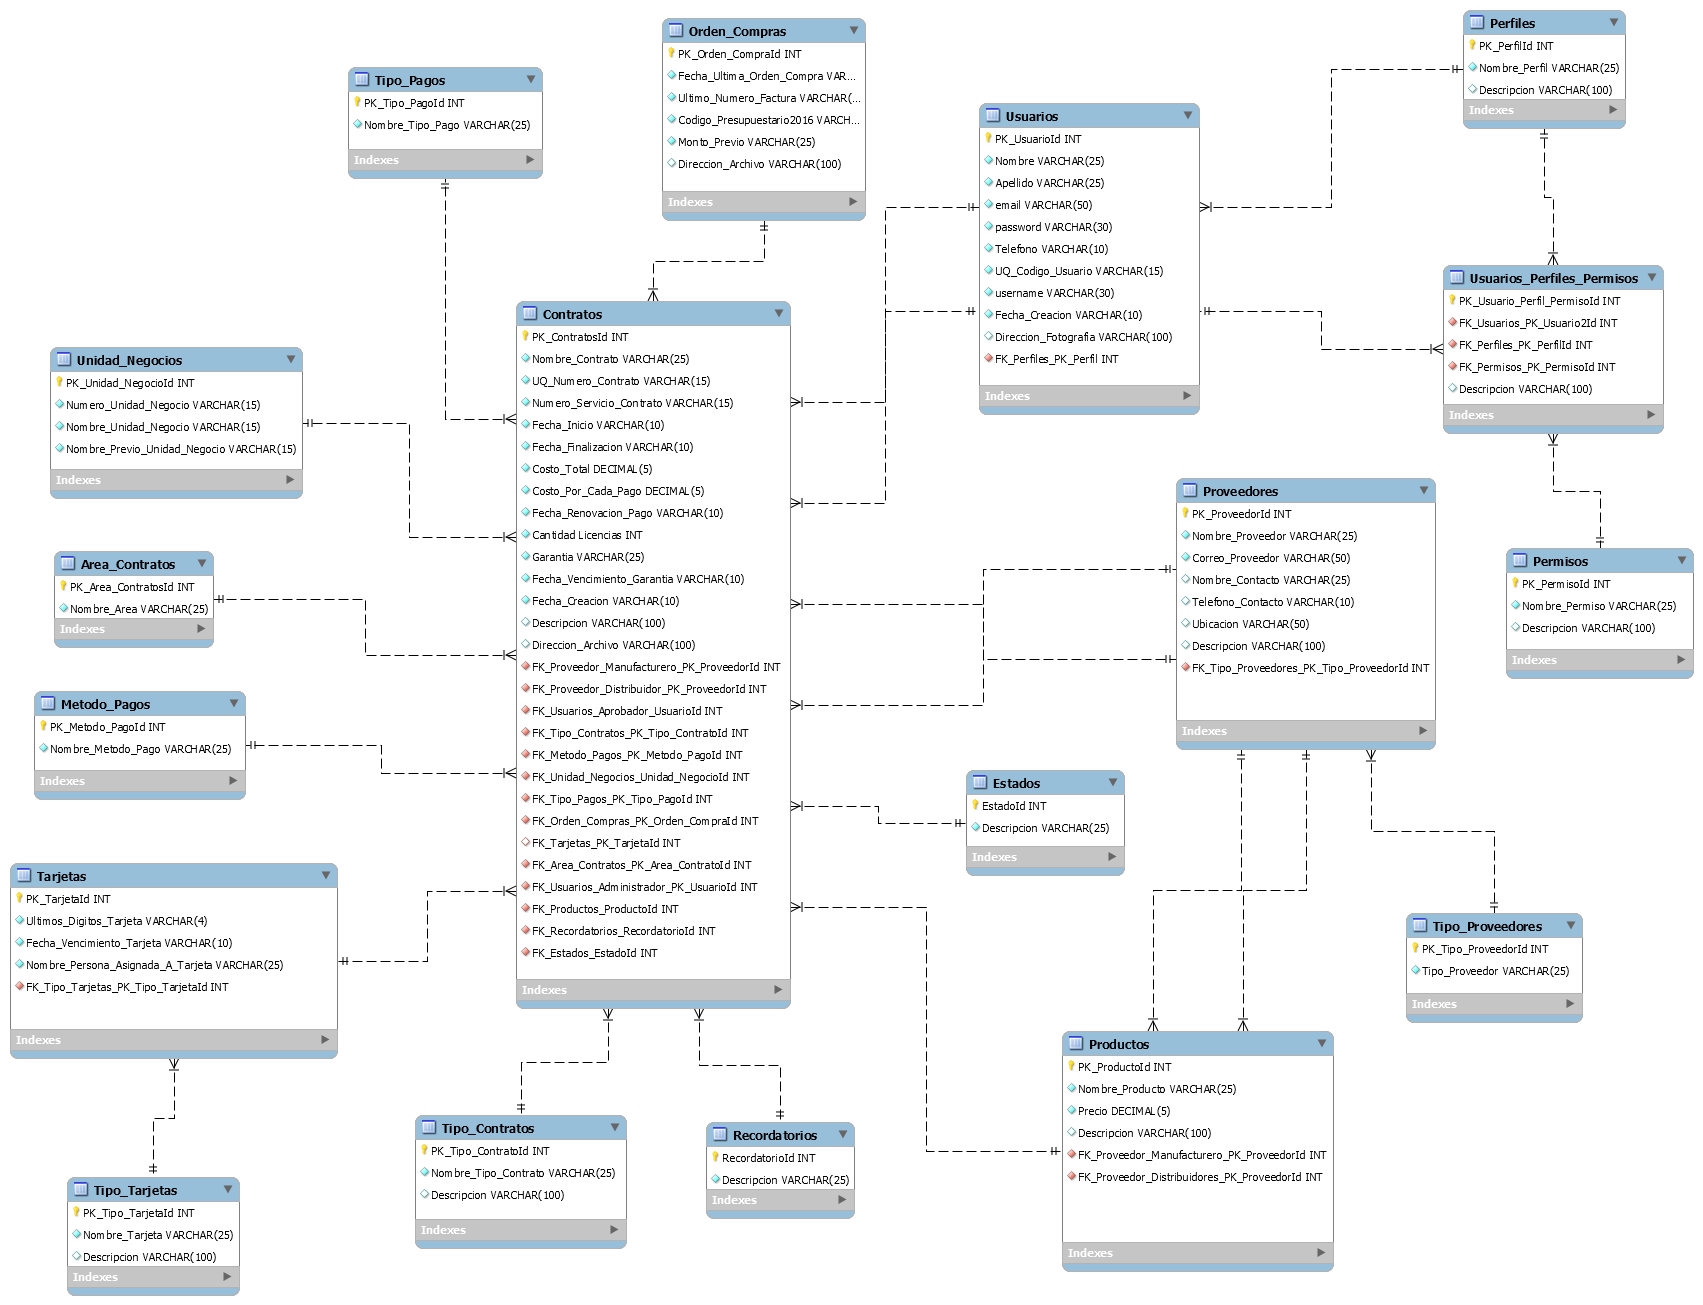 Orden_Compras
PK_Orden_CompraId INT
Fecha_Ultima_Orden_Compra VAR...
Ultimo_Numero_Factura VARCHAR(...
Codigo_Presupuestario2016 VARCH...
Monto_Previo VARCHAR(25)
Direccion_Archivo VARCHAR(100)
Indexes
Perfiles
PK_PerfilId INT
Nombre_Perfil VARCHAR(25)
Descripcion VARCHAR(100)
Indexes
Tipo_Pagos
PK_Tipo_PagoId INT
Nombre_Tipo_Pago VARCHAR(25)
Indexes
Usuarios
PK_UsuarioId INT
Nombre VARCHAR(25)
Apellido VARCHAR(25)
email VARCHAR(50)
password VARCHAR(30)
Telefono VARCHAR(10)
UQ_Codigo_Usuario VARCHAR(15)
username VARCHAR(30)
Fecha_Creacion VARCHAR(10)
Direccion_Fotografia VARCHAR(100)
FK_Perfiles_PK_Perfil INT
Indexes
Usuarios_Perfiles_Permisos
PK_Usuario_Perfil_PermisoId INT
FK_Usuarios_PK_Usuario2Id INT
FK_Perfiles_PK_PerfilId INT
FK_Permisos_PK_PermisoId INT
Descripcion VARCHAR(100)
Indexes
Contratos
PK_ContratosId INT
Nombre_Contrato VARCHAR(25)
UQ_Numero_Contrato VARCHAR(15)
Numero_Servicio_Contrato VARCHAR(15)
Fecha_Inicio VARCHAR(10)
Fecha_Finalizacion VARCHAR(10)
Costo_Total DECIMAL(5)
Costo_Por_Cada_Pago DECIMAL(5)
Fecha_Renovacion_Pago VARCHAR(10)
Cantidad Licencias INT
Garantia VARCHAR(25)
Fecha_Vencimiento_Garantia VARCHAR(10)
Fecha_Creacion VARCHAR(10)
Descripcion VARCHAR(100)
Direccion_Archivo VARCHAR(100)
FK_Proveedor_Manufacturero_PK_ProveedorId INT
FK_Proveedor_Distribuidor_PK_ProveedorId INT
FK_Usuarios_Aprobador_UsuarioId INT
FK_Tipo_Contratos_PK_Tipo_ContratoId INT
FK_Metodo_Pagos_PK_Metodo_PagoId INT
FK_Unidad_Negocios_Unidad_NegocioId INT
FK_Tipo_Pagos_PK_Tipo_PagoId INT
FK_Orden_Compras_PK_Orden_CompraId INT
FK_Tarjetas_PK_TarjetaId INT
FK_Area_Contratos_PK_Area_ContratoId INT
FK_Usuarios_Administrador_PK_UsuarioId INT
FK_Productos_ProductoId INT
FK_Recordatorios_RecordatorioId INT
FK_Estados_EstadoId INT
Indexes
Unidad_Negocios
PK_Unidad_NegocioId INT
Numero_Unidad_Negocio VARCHAR(15)
Nombre_Unidad_Negocio VARCHAR(15)
Nombre_Previo_Unidad_Negocio VARCHAR(15)
Indexes
Proveedores
PK_ProveedorId INT
Nombre_Proveedor VARCHAR(25)
Correo_Proveedor VARCHAR(50)
Nombre_Contacto VARCHAR(25)
Telefono_Contacto VARCHAR(10)
Ubicacion VARCHAR(50)
Descripcion VARCHAR(100)
FK_Tipo_Proveedores_PK_Tipo_ProveedorId INT
Indexes
Area_Contratos
PK_Area_ContratosId INT
Nombre_Area VARCHAR(25)
Indexes
Permisos
PK_PermisoId INT
Nombre_Permiso VARCHAR(25)
Descripcion VARCHAR(100)
Indexes
Metodo_Pagos
PK_Metodo_PagoId INT
Nombre_Metodo_Pago VARCHAR(25)
Indexes
Estados
EstadoId INT
Descripcion VARCHAR(25)
Indexes
Tarjetas
PK_TarjetaId INT
Ultimos_Digitos_Tarjeta VARCHAR(4)
Fecha_Vencimiento_Tarjeta VARCHAR(10)
Nombre_Persona_Asignada_A_Tarjeta VARCHAR(25)
FK_Tipo_Tarjetas_PK_Tipo_TarjetaId INT
Indexes
Tipo_Proveedores
PK_Tipo_ProveedorId INT
Tipo_Proveedor VARCHAR(25)
Indexes
Productos
PK_ProductoId INT
Nombre_Producto VARCHAR(25)
Precio DECIMAL(5)
Descripcion VARCHAR(100)
FK_Proveedor_Manufacturero_PK_ProveedorId INT
FK_Proveedor_Distribuidores_PK_ProveedorId INT
Indexes
Tipo_Contratos
PK_Tipo_ContratoId INT
Nombre_Tipo_Contrato VARCHAR(25)
Descripcion VARCHAR(100)
Indexes
Recordatorios
RecordatorioId INT
Descripcion VARCHAR(25)
Indexes
Tipo_Tarjetas
PK_Tipo_TarjetaId INT
Nombre_Tarjeta VARCHAR(25)
Descripcion VARCHAR(100)
Indexes